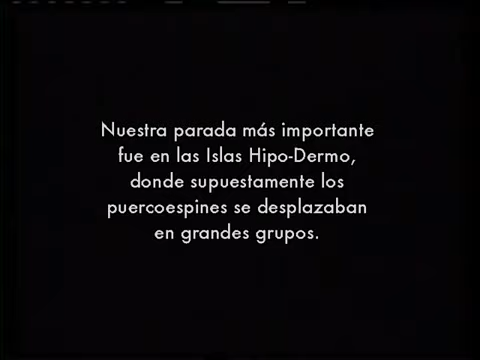 Nuestra parada más importante
fue en las Islas Hipo-Dermo,
donde supuestamente los
puercoespines se desplazaban
en grandes grupos.